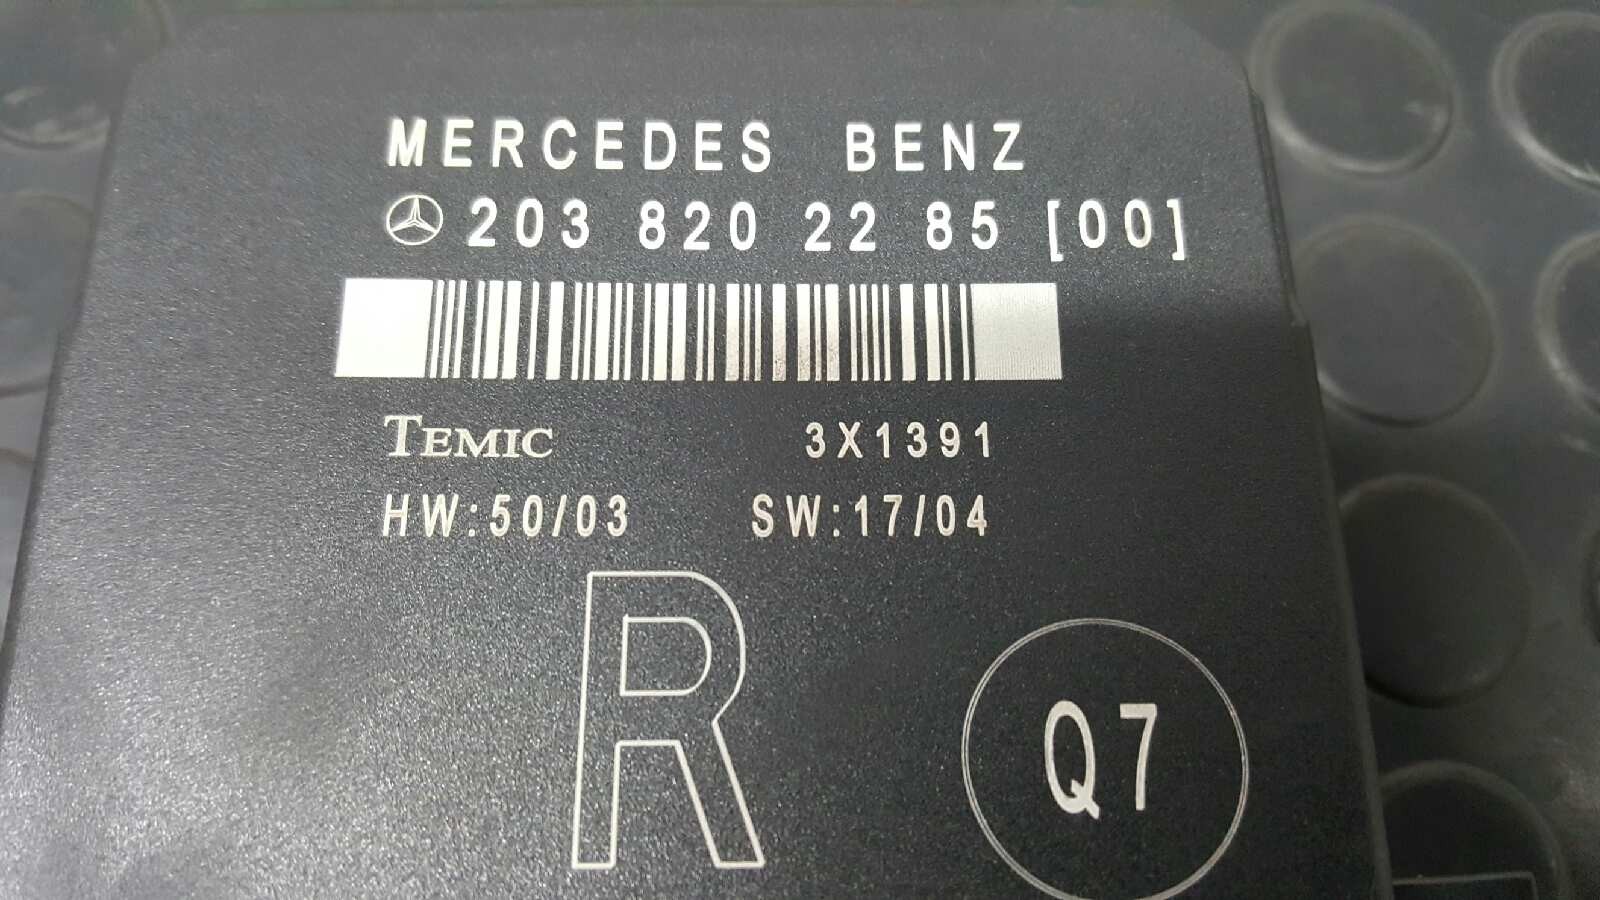 MERCEDES BENZ
203 820 22 85 [00]
TEMIC 3X1391
HW:50/03 SW:17/04
R
Q7